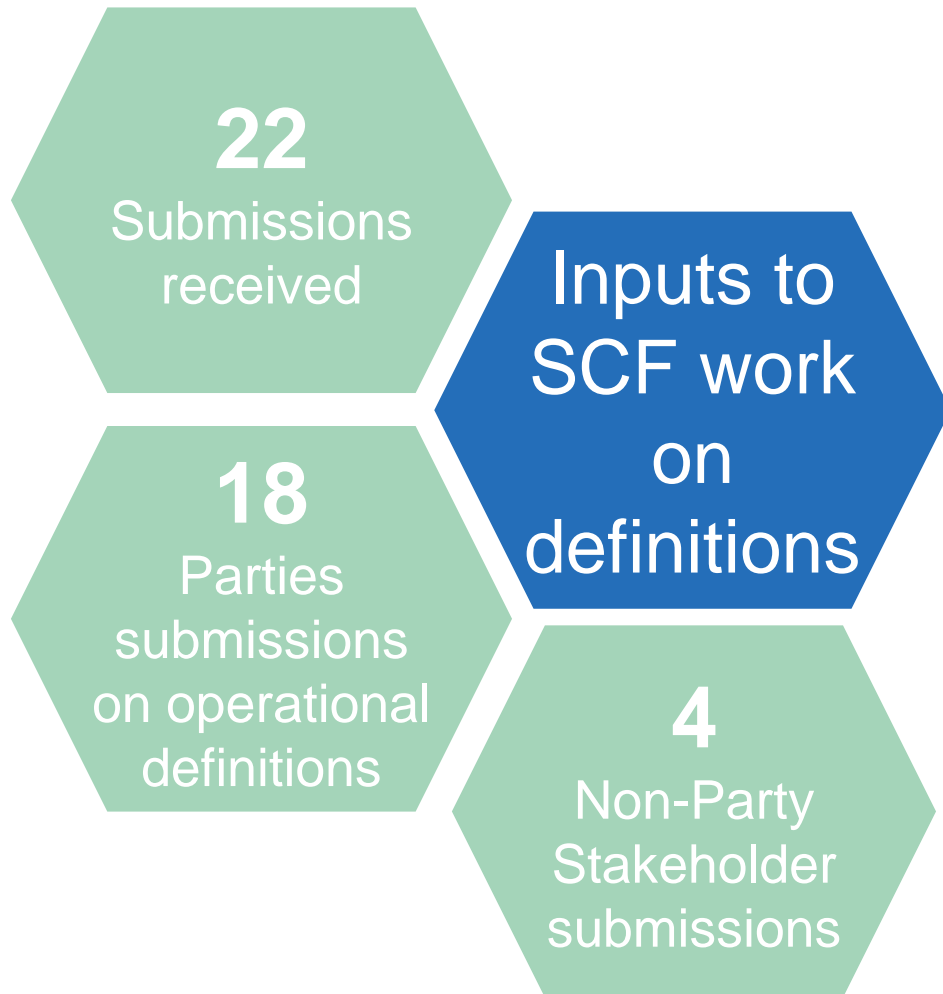 22
Submissions
received
Inputs to
SCF work
on
definitions
18
Parties
submissions
on operational
definitions
4
Non-Party
Stakeholder
submissions